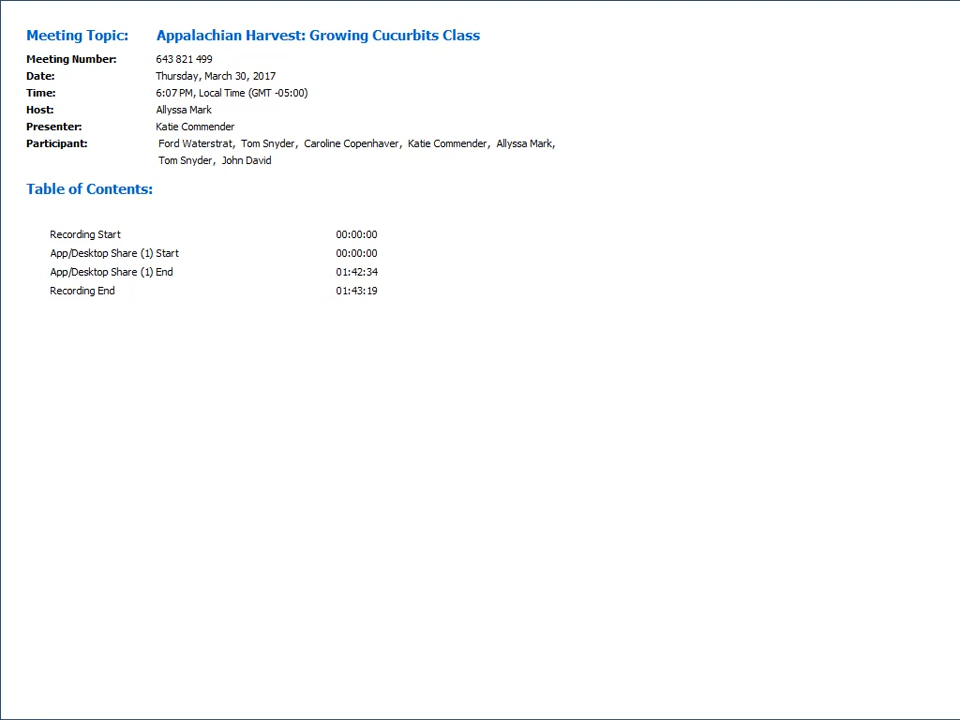 Meeting Topic: Appalachian Harvest: Growing Cucurbits Class
Meeting Number: 643 821 499
Date: Thursday, March 30, 2017
Time: 6:07 PM, Local Time (GMT -05:00)
Host: Allyssa Mark
Presenter: Katie Commender
Participant: Ford Waterstrat, Tom Snyder, Caroline Copenhaver, Katie Commender, Allyssa Mark,
Tom Snyder, John David
Table of Contents:
Recording Start 00:00:00
App/Desktop Share (1) Start 00:00:00
App/Desktop Share (1) End 01:42:34
Recording End 01:43:19